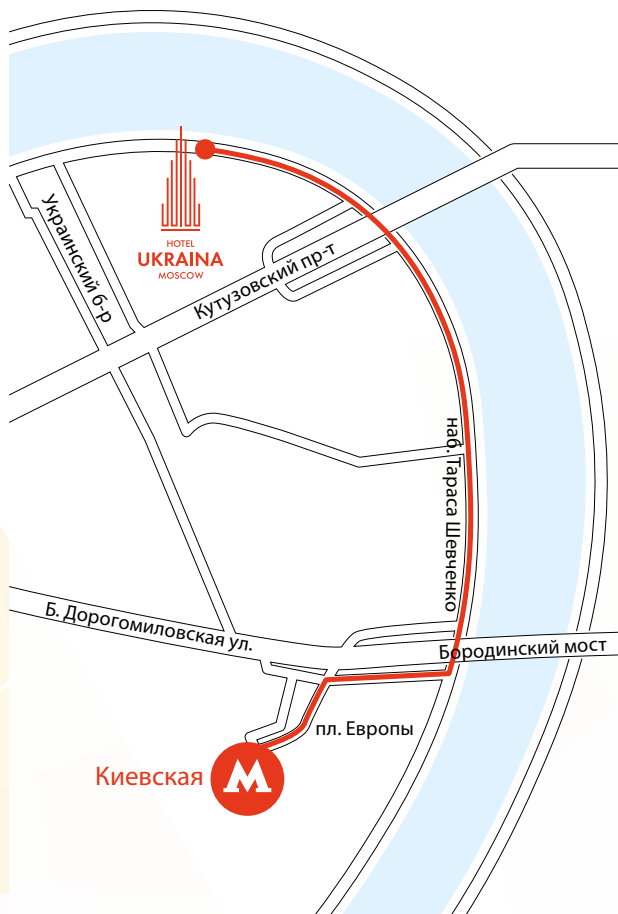 Украинский б-р
HOTEL
UKRAINA
MOSCOW
Кутузовский пр-т
наб. Тараса Шевченко
Б. Дорогомиловская ул.
Бородинский мост
пл. Европы
Киевская
М